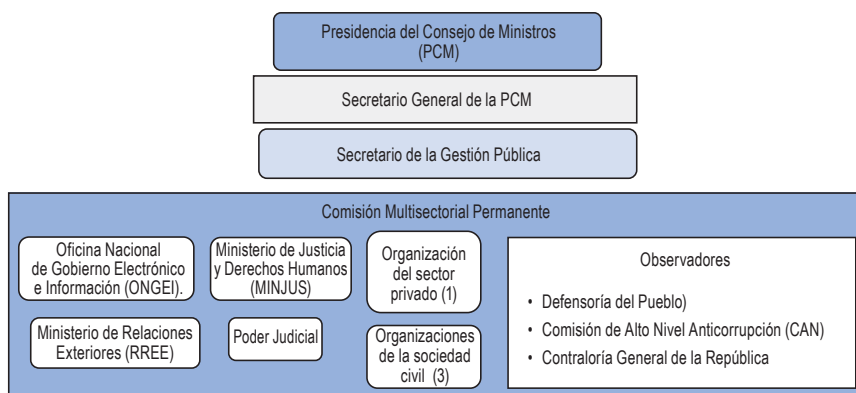 Presidencia del Consejo de Ministros
(PCM)
Secretario General de la PCM
Secretario de la Gestión Pública
Comisión Multisectorial Permanente
Oficina Nacional
de Gobierno Electrónico
e Información (ONGEI).
Ministerio de Justicia
y Derechos Humanos
(MINJUS)
Organización
del sector
privado (1)
Ministerio de Relaciones
Exteriores (RREE)
Poder Judicial
Organizaciones
de la sociedad
civil (3)
Observadores
• Defensoría del Pueblo)
• Comisión de Alto Nivel Anticorrupción (CAN)
• Contraloría General de la República